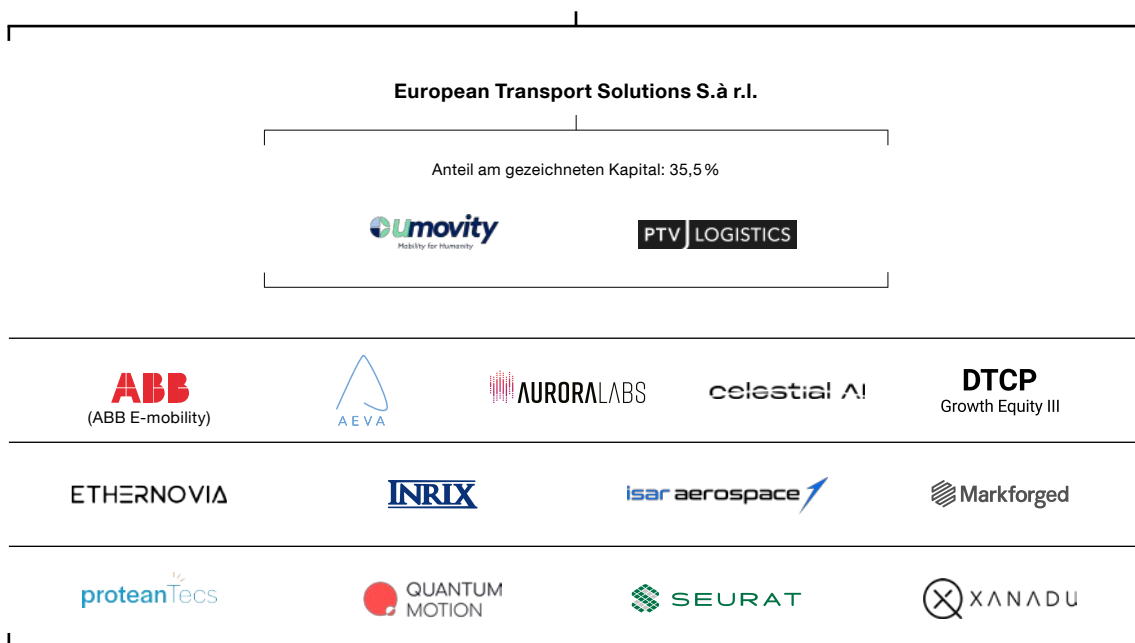 European Transport Solutions S.à r.l.
Anteil am gezeichneten Kapital: 35,5 %
umovity
Mobility for Humanity
PTV LOGISTICS
ABB
(ABB E-mobility)
AEVA
AURORALABS
celestial AI
DTCP
Growth Equity III
ETHERNOVIA
INRIX
isar aerospace
Markforged
proteanTecs
QUANTUM
MOTION
SEURAT
XANADU